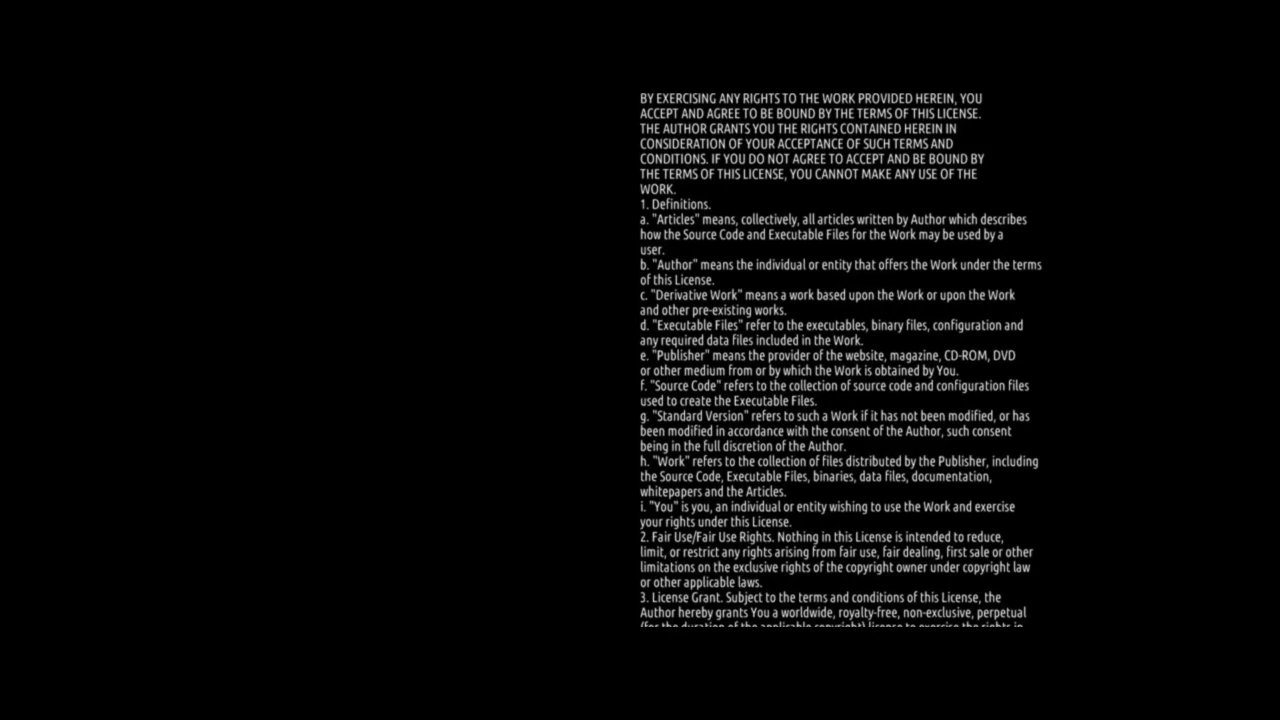 BY EXERCISING ANY RIGHTS TO THE WORK PROVIDED HEREIN, YOU
ACCEPT AND AGREE TO BE BOUND BY THE TERMS OF THIS LICENSE.
THE AUTHOR GRANTS YOU THE RIGHTS CONTAINED HEREIN IN
CONSIDERATION OF YOUR ACCEPTANCE OF SUCH TERMS AND
CONDITIONS. IF YOU DO NOT AGREE TO ACCEPT AND BE BOUND BY
THE TERMS OF THIS LICENSE, YOU CANNOT MAKE ANY USE OF THE
WORK.
1. Definitions.
a. "Articles" means, collectively, all articles written by Author which describes
how the Source Code and Executable Files for the Work may be used by a
user.
b. "Author" means the individual or entity that offers the Work under the terms
of this License.
c. "Derivative Work" means a work based upon the Work or upon the Work
and other pre-existing works.
d. "Executable Files" refer to the executables, binary files, configuration and
any required data files included in the Work.
e. "Publisher" means the provider of the website, magazine, CD-ROM, DVD
or other medium from or by which the Work is obtained by You.
f. "Source Code" refers to the collection of source code and configuration files
used to create the Executable Files.
g. "Standard Version" refers to such a Work if it has not been modified, or has
been modified in accordance with the consent of the Author, such consent
being in the full discretion of the Author.
h. "Work" refers to the collection of files distributed by the Publisher, including
the Source Code, Executable Files, binaries, data files, documentation,
whitepapers and the Articles.
i. "You" is you, an individual or entity wishing to use the Work and exercise
your rights under this License.
2. Fair Use/Fair Use Rights. Nothing in this License is intended to reduce,
limit, or restrict any rights arising from fair use, fair dealing, first sale or other
limitations on the exclusive rights of the copyright owner under copyright law
or other applicable laws.
3. License Grant. Subject to the terms and conditions of this License, the
Author hereby grants You a worldwide, royalty-free, non-exclusive, perpetual
(for the duration of the applicable copyright) license to exercise the rights in